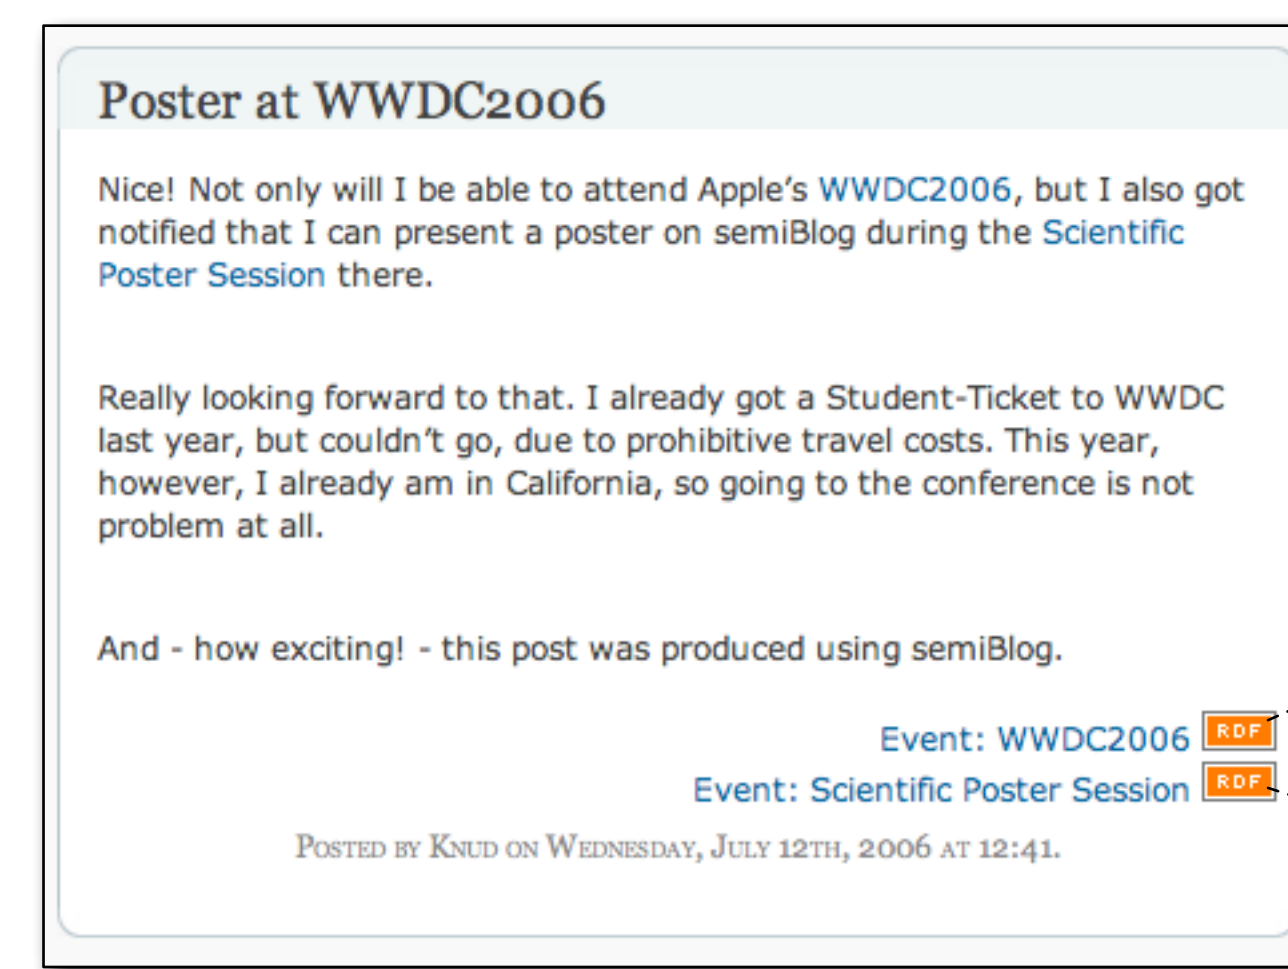 Poster at WWDC2006
Nice! Not only will I be able to attend Apple's WWDC2006, but I also got
notified that I can present a poster on semiBlog during the Scientific
Poster Session there.
Really looking forward to that. I already got a Student-Ticket to WWDC
last year, but couldn't go, due to prohibitive travel costs. This year,
however, I already am in California, so going to the conference is not
problem at all.
And - how exciting! - this post was produced using semiBlog.
Event: WWDC2006 RDF
Event: Scientific Poster Session RDF
Posted by Knud on Wednesday, July 12th, 2006 at 12:41.